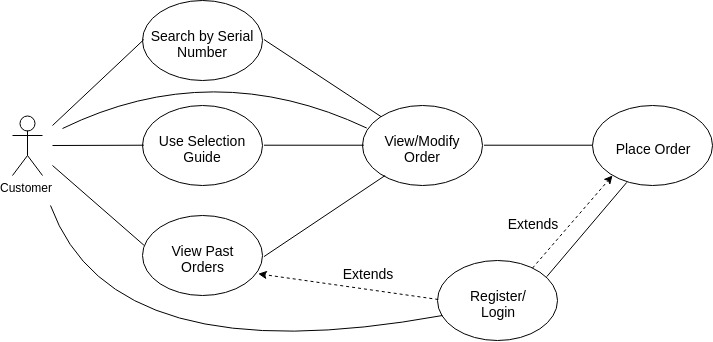 Search by Serial
Number
Use Selection
Guide
View/Modify
Order
Place Order
Customer
View Past
Orders
Extends
Extends
Register/
Login